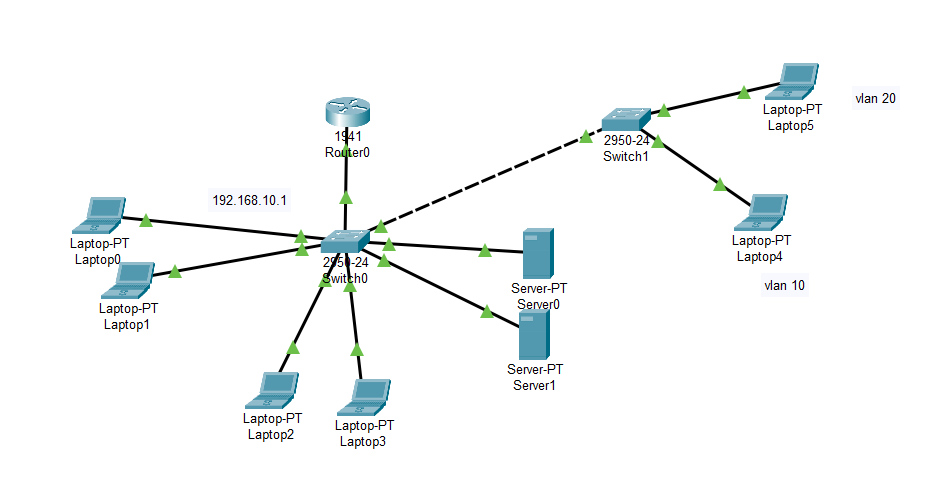 1941
Router0
192.168.10.1
Laptop-PT
Laptop0
Laptop-PT
Laptop1
2950-24
Switch0
Laptop-PT
Laptop2
Laptop-PT
Laptop3
Server-PT
Server0
Server-PT
Server1
2950-24
Switch1
Laptop-PT
Laptop5
vlan 20
Laptop-PT
Laptop4
vlan 10